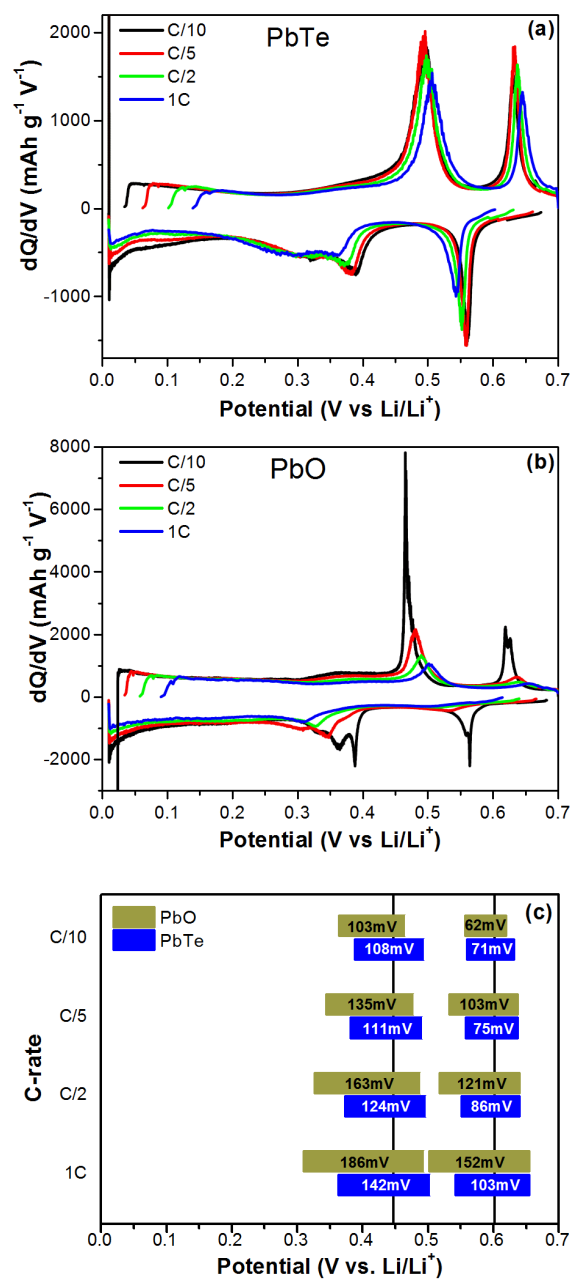 PbTe
(a)
C/10
C/5
C/2
1C
2000
1000
0
-1000
dQ/dV (mAh g⁻¹ V⁻¹)
0.0 0.1 0.2 0.3 0.4 0.5 0.6 0.7
Potential (V vs Li/Li⁺)
PbO
(b)
C/10
C/5
C/2
1C
8000
6000
4000
2000
0
-2000
dQ/dV (mAh g⁻¹ V⁻¹)
0.0 0.1 0.2 0.3 0.4 0.5 0.6 0.7
Potential (V vs Li/Li⁺)
(c)
PbO
PbTe
C-rate
C/10
103mV 62mV
108mV 71mV
C/5
135mV 103mV
111mV 75mV
C/2
163mV 121mV
124mV 86mV
1C
186mV 152mV
142mV 103mV
0.0 0.1 0.2 0.3 0.4 0.5 0.6 0.7
Potential (V vs. Li/Li⁺)